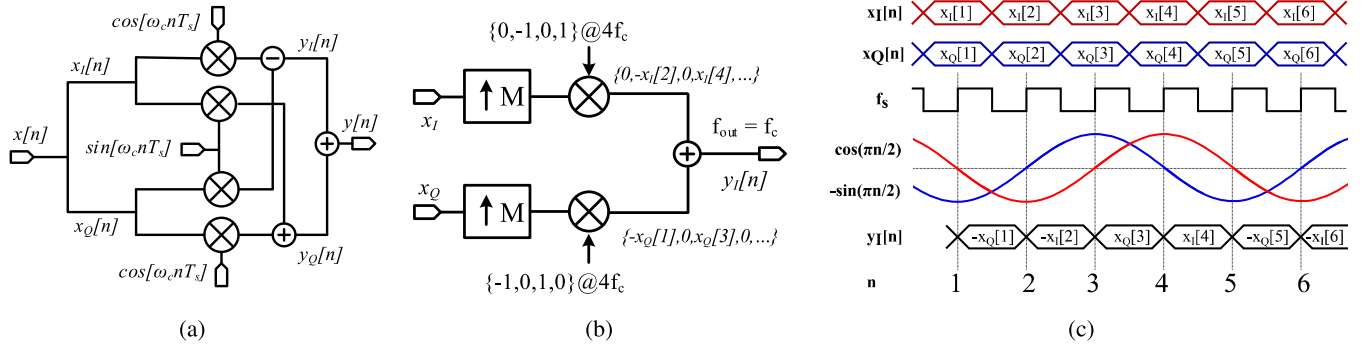 cos[ω_c nT_s]
x_I[n]
y_I[n]
x[n]
sin[ω_c nT_s]
y[n]
x_Q[n]
y_Q[n]
cos[ω_c nT_s]
(a)
{0,-1,0,1}@4f_c
{0,-x_I[2],0,x_I[4],...}
↑ M
x_I
f_out = f_c
y_I[n]
x_Q
↑ M
{-x_Q[1],0,x_Q[3],0,...}
{-1,0,1,0}@4f_c
(b)
x_I[n] x_I[1] x_I[2] x_I[3] x_I[4] x_I[5] x_I[6]
x_Q[n] x_Q[1] x_Q[2] x_Q[3] x_Q[4] x_Q[5] x_Q[6]
f_s
cos(πn/2)
-sin(πn/2)
y_I[n] -x_Q[1] -x_I[2] x_Q[3] x_I[4] -x_Q[5] -x_I[6]
n 1 2 3 4 5 6
(c)